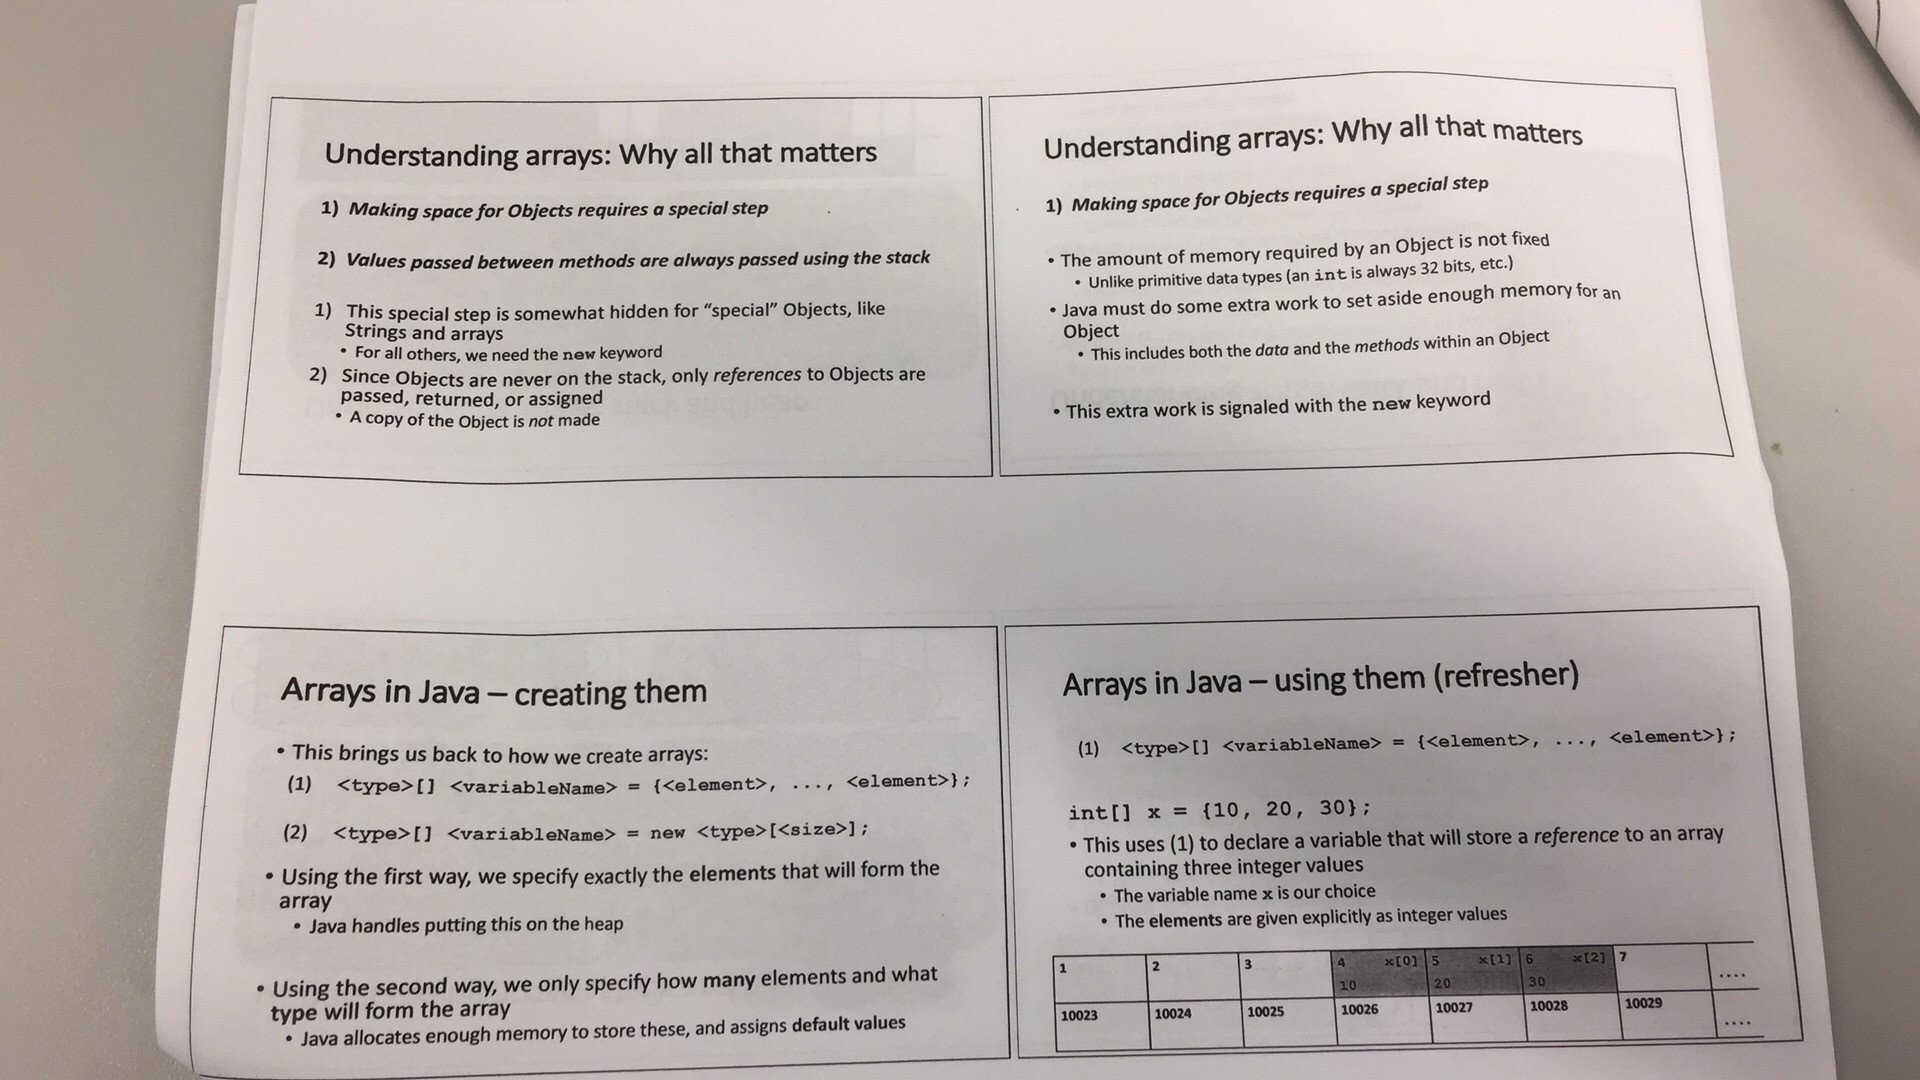 Understanding arrays: Why all that matters
1) Making space for Objects requires a special step
2) Values passed between methods are always passed using the stack
1) This special step is somewhat hidden for “special” Objects, like
Strings and arrays
• For all others, we need the new keyword
2) Since Objects are never on the stack, only references to Objects are
passed, returned, or assigned
• A copy of the Object is not made
Understanding arrays: Why all that matters
1) Making space for Objects requires a special step
• The amount of memory required by an Object is not fixed
• Unlike primitive data types (an int is always 32 bits, etc.)
• Java must do some extra work to set aside enough memory for an
Object
• This includes both the data and the methods within an Object
• This extra work is signaled with the new keyword
Arrays in Java – creating them
• This brings us back to how we create arrays:
(1) <type>[] <variableName> = {<element>, ..., <element>};
(2) <type>[] <variableName> = new <type>[<size>];
• Using the first way, we specify exactly the elements that will form the
array
• Java handles putting this on the heap
• Using the second way, we only specify how many elements and what
type will form the array
• Java allocates enough memory to store these, and assigns default values
Arrays in Java – using them (refresher)
(1) <type>[] <variableName> = {<element>, ..., <element>};
int[] x = {10, 20, 30};
• This uses (1) to declare a variable that will store a reference to an array
containing three integer values
• The variable name x is our choice
• The elements are given explicitly as integer values
1 2 3 4 x[0] 5 x[1] 6 x[2] 7 ....
10 20 30
10023 10024 10025 10026 10027 10028 10029 ....